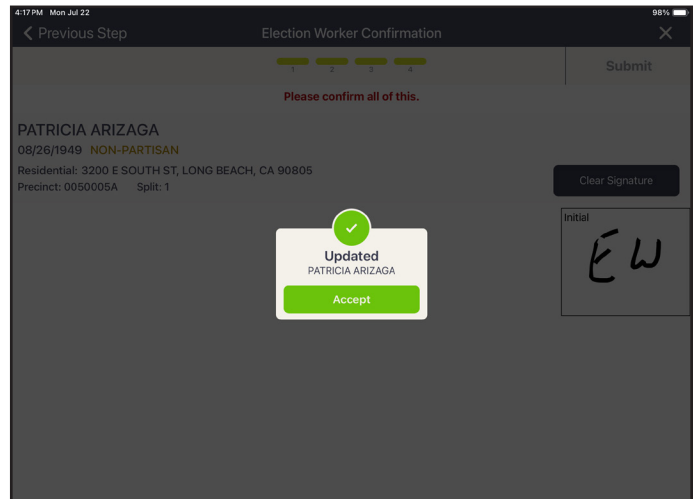 4:17 PM Mon Jul 22
98%
Previous Step
Election Worker Confirmation
1 2 3 4
Submit
Please confirm all of this.
PATRICIA ARIZAGA
08/26/1949 NON-PARTISAN
Residential: 3200 E SOUTH ST, LONG BEACH, CA 90805
Precinct: 0050005A Split: 1
Clear Signature
Initial
EW
Updated
PATRICIA ARIZAGA
Accept